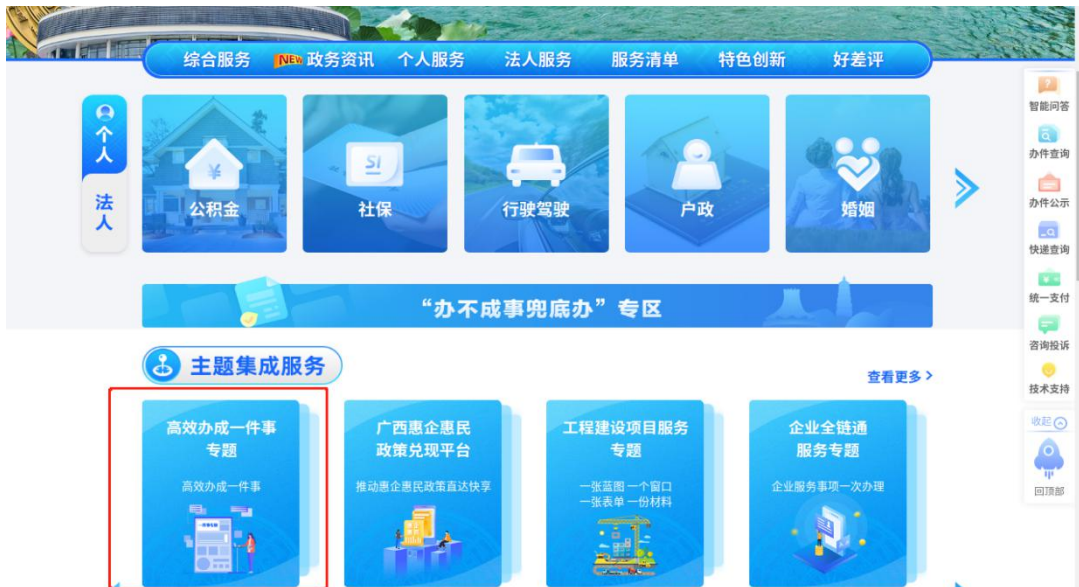 综合服务 NEW 政务资讯 个人服务 法人服务 服务清单 特色创新 好差评
个人
法人
公积金
社保
行驶驾驶
户政
婚姻
“办不成事兜底办”专区
主题集成服务
查看更多
高效办成一件事
专题
高效办成一件事
广西惠企惠民
政策兑现平台
推动惠企惠民政策直达快享
工程建设项目服务
专题
一张蓝图 一个窗口
一张表单 一份材料
企业全链通
服务专题
企业服务事项一次办理
智能问答
办件查询
办件公示
快递查询
统一支付
咨询投诉
技术支持
收起
回顶部